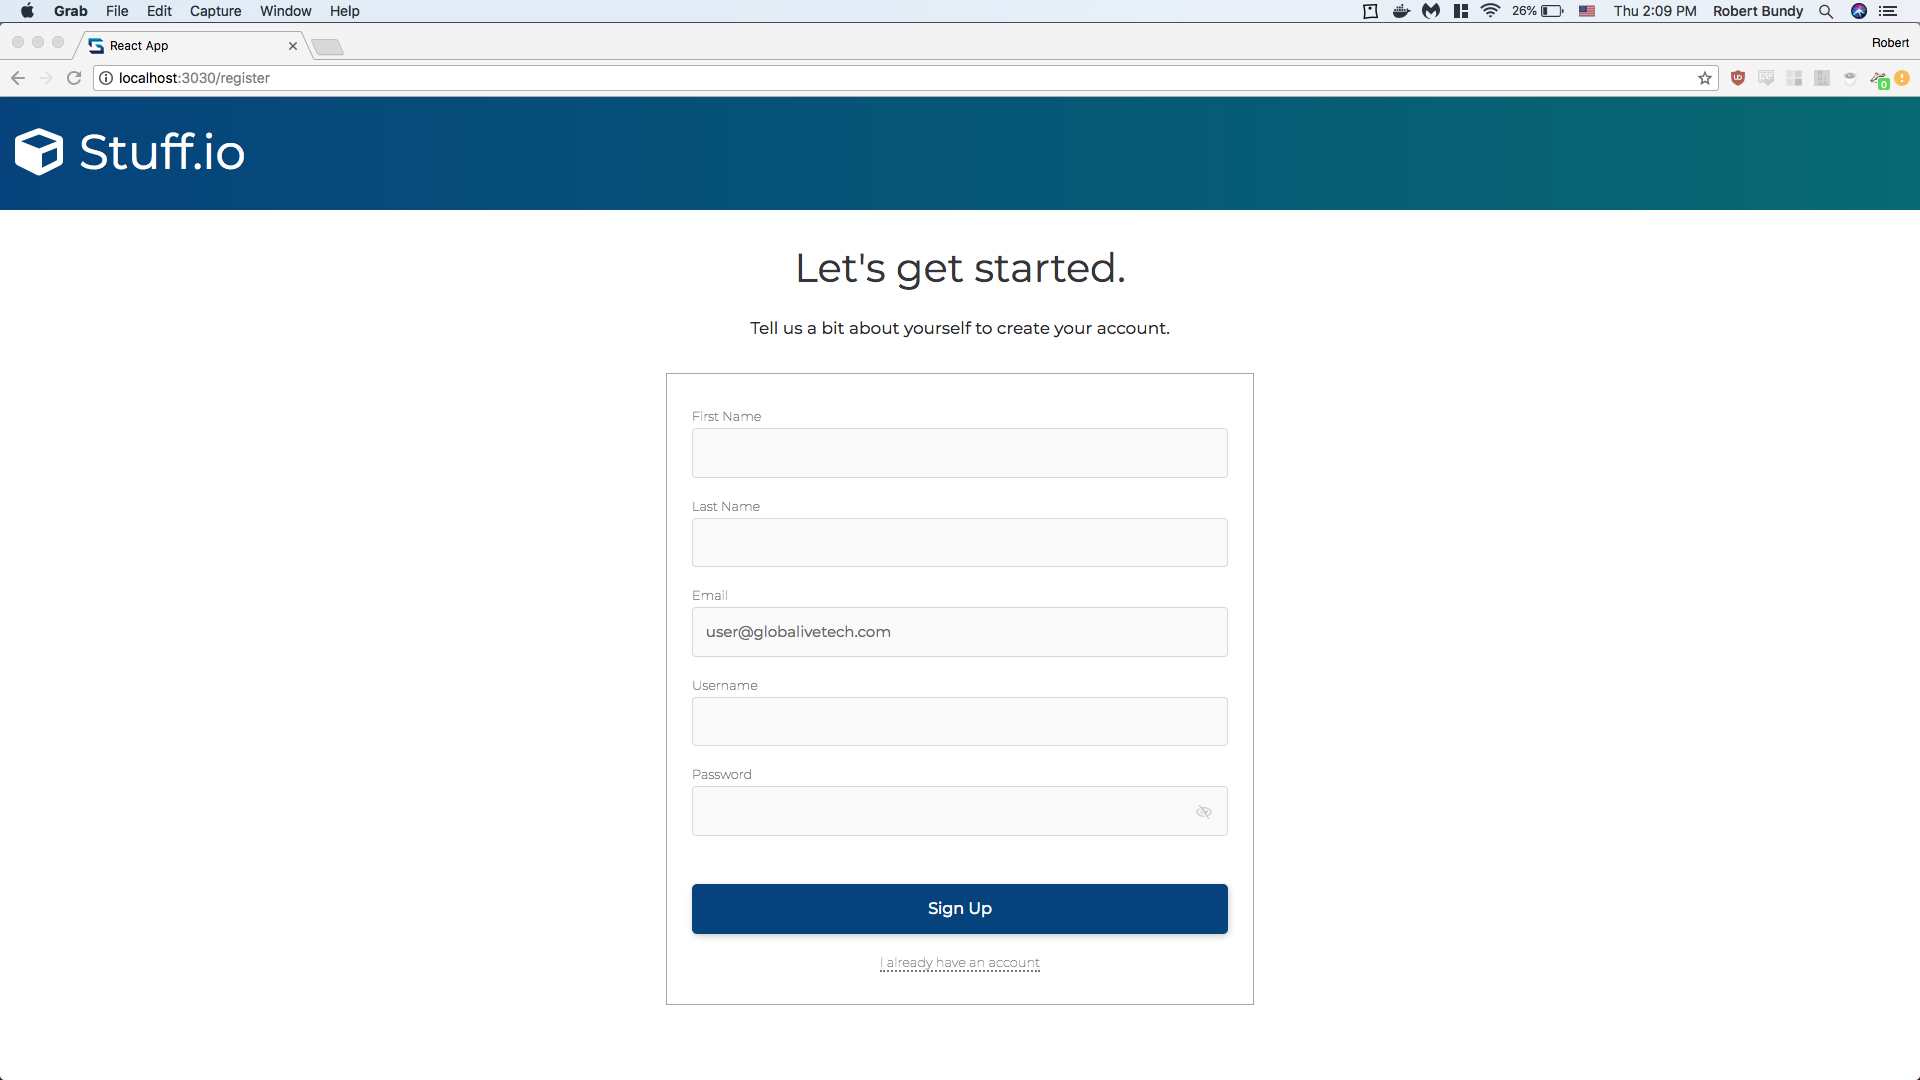 Grab File Edit Capture Window Help 26% Thu 2:09 PM Robert Bundy
React App Robert
localhost:3030/register
Stuff.io
Let's get started.
Tell us a bit about yourself to create your account.
First Name
Last Name
Email
user@globalivetech.com
Username
Password
Sign Up
I already have an account